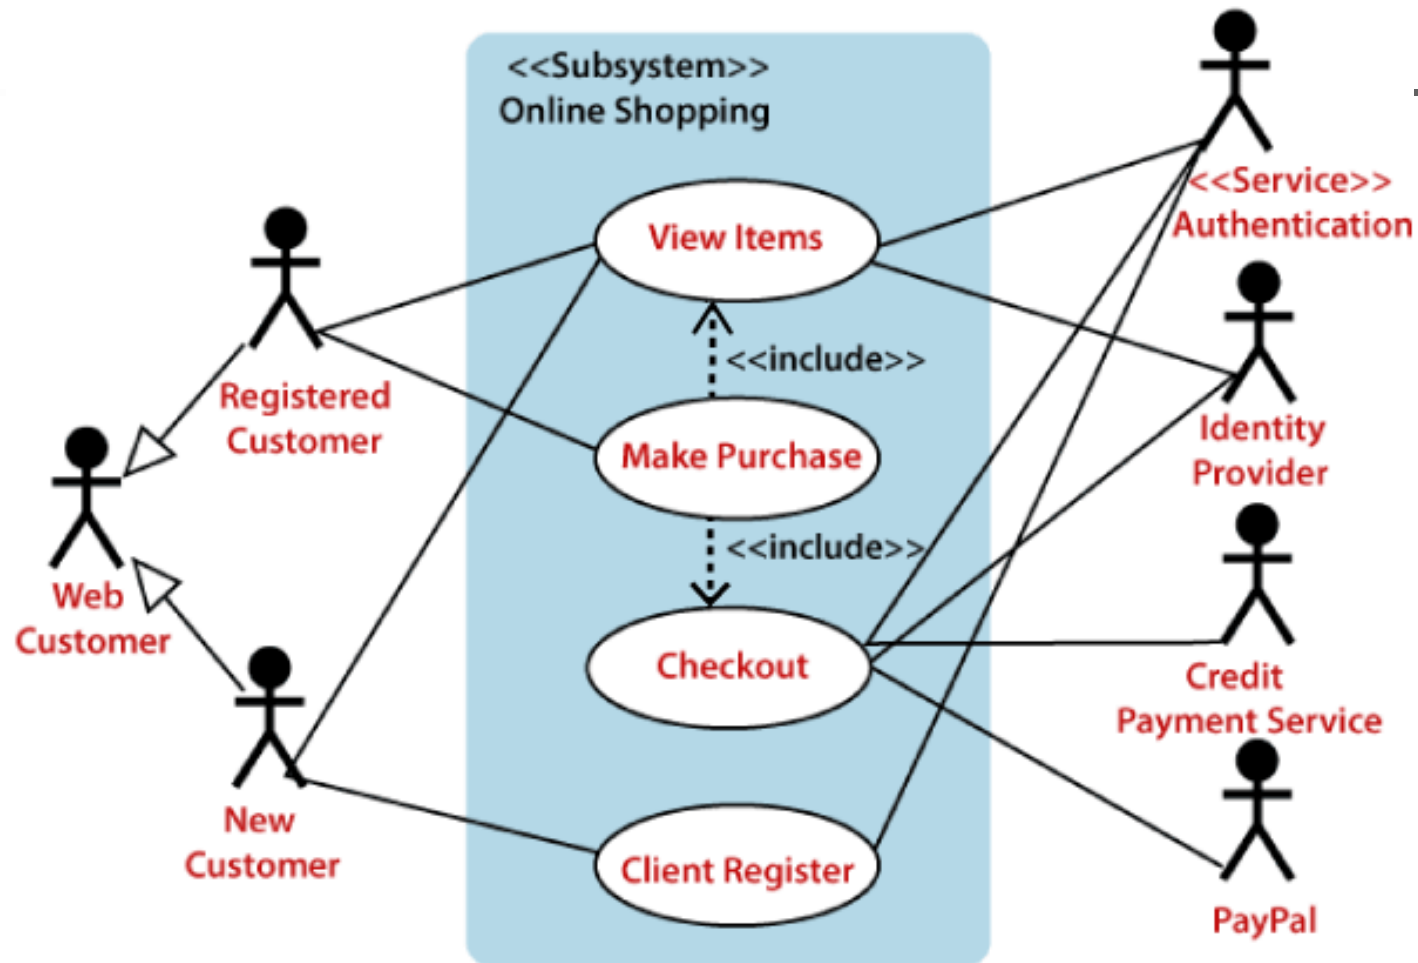 <<Subsystem>>
Online Shopping
View Items
<<include>>
Make Purchase
<<include>>
Checkout
Client Register
Registered
Customer
Web
Customer
New
Customer
<<Service>>
Authentication
Identity
Provider
Credit
Payment Service
PayPal